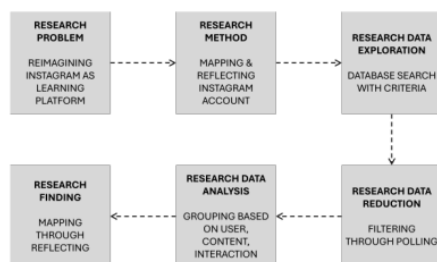 RESEARCH
PROBLEM
REIMAGINING
INSTAGRAM AS
LEARNING
PLATFORM
RESEARCH
METHOD
MAPPING &
REFLECTING
INSTAGRAM
ACCOUNT
RESEARCH DATA
EXPLORATION
DATABASE SEARCH
WITH CRITERIA
RESEARCH
FINDING
MAPPING
THROUGH
REFLECTING
RESEARCH DATA
ANALYSIS
GROUPING BASED
ON USER,
CONTENT,
INTERACTION
RESEARCH DATA
REDUCTION
FILTERING
THROUGH POLLING